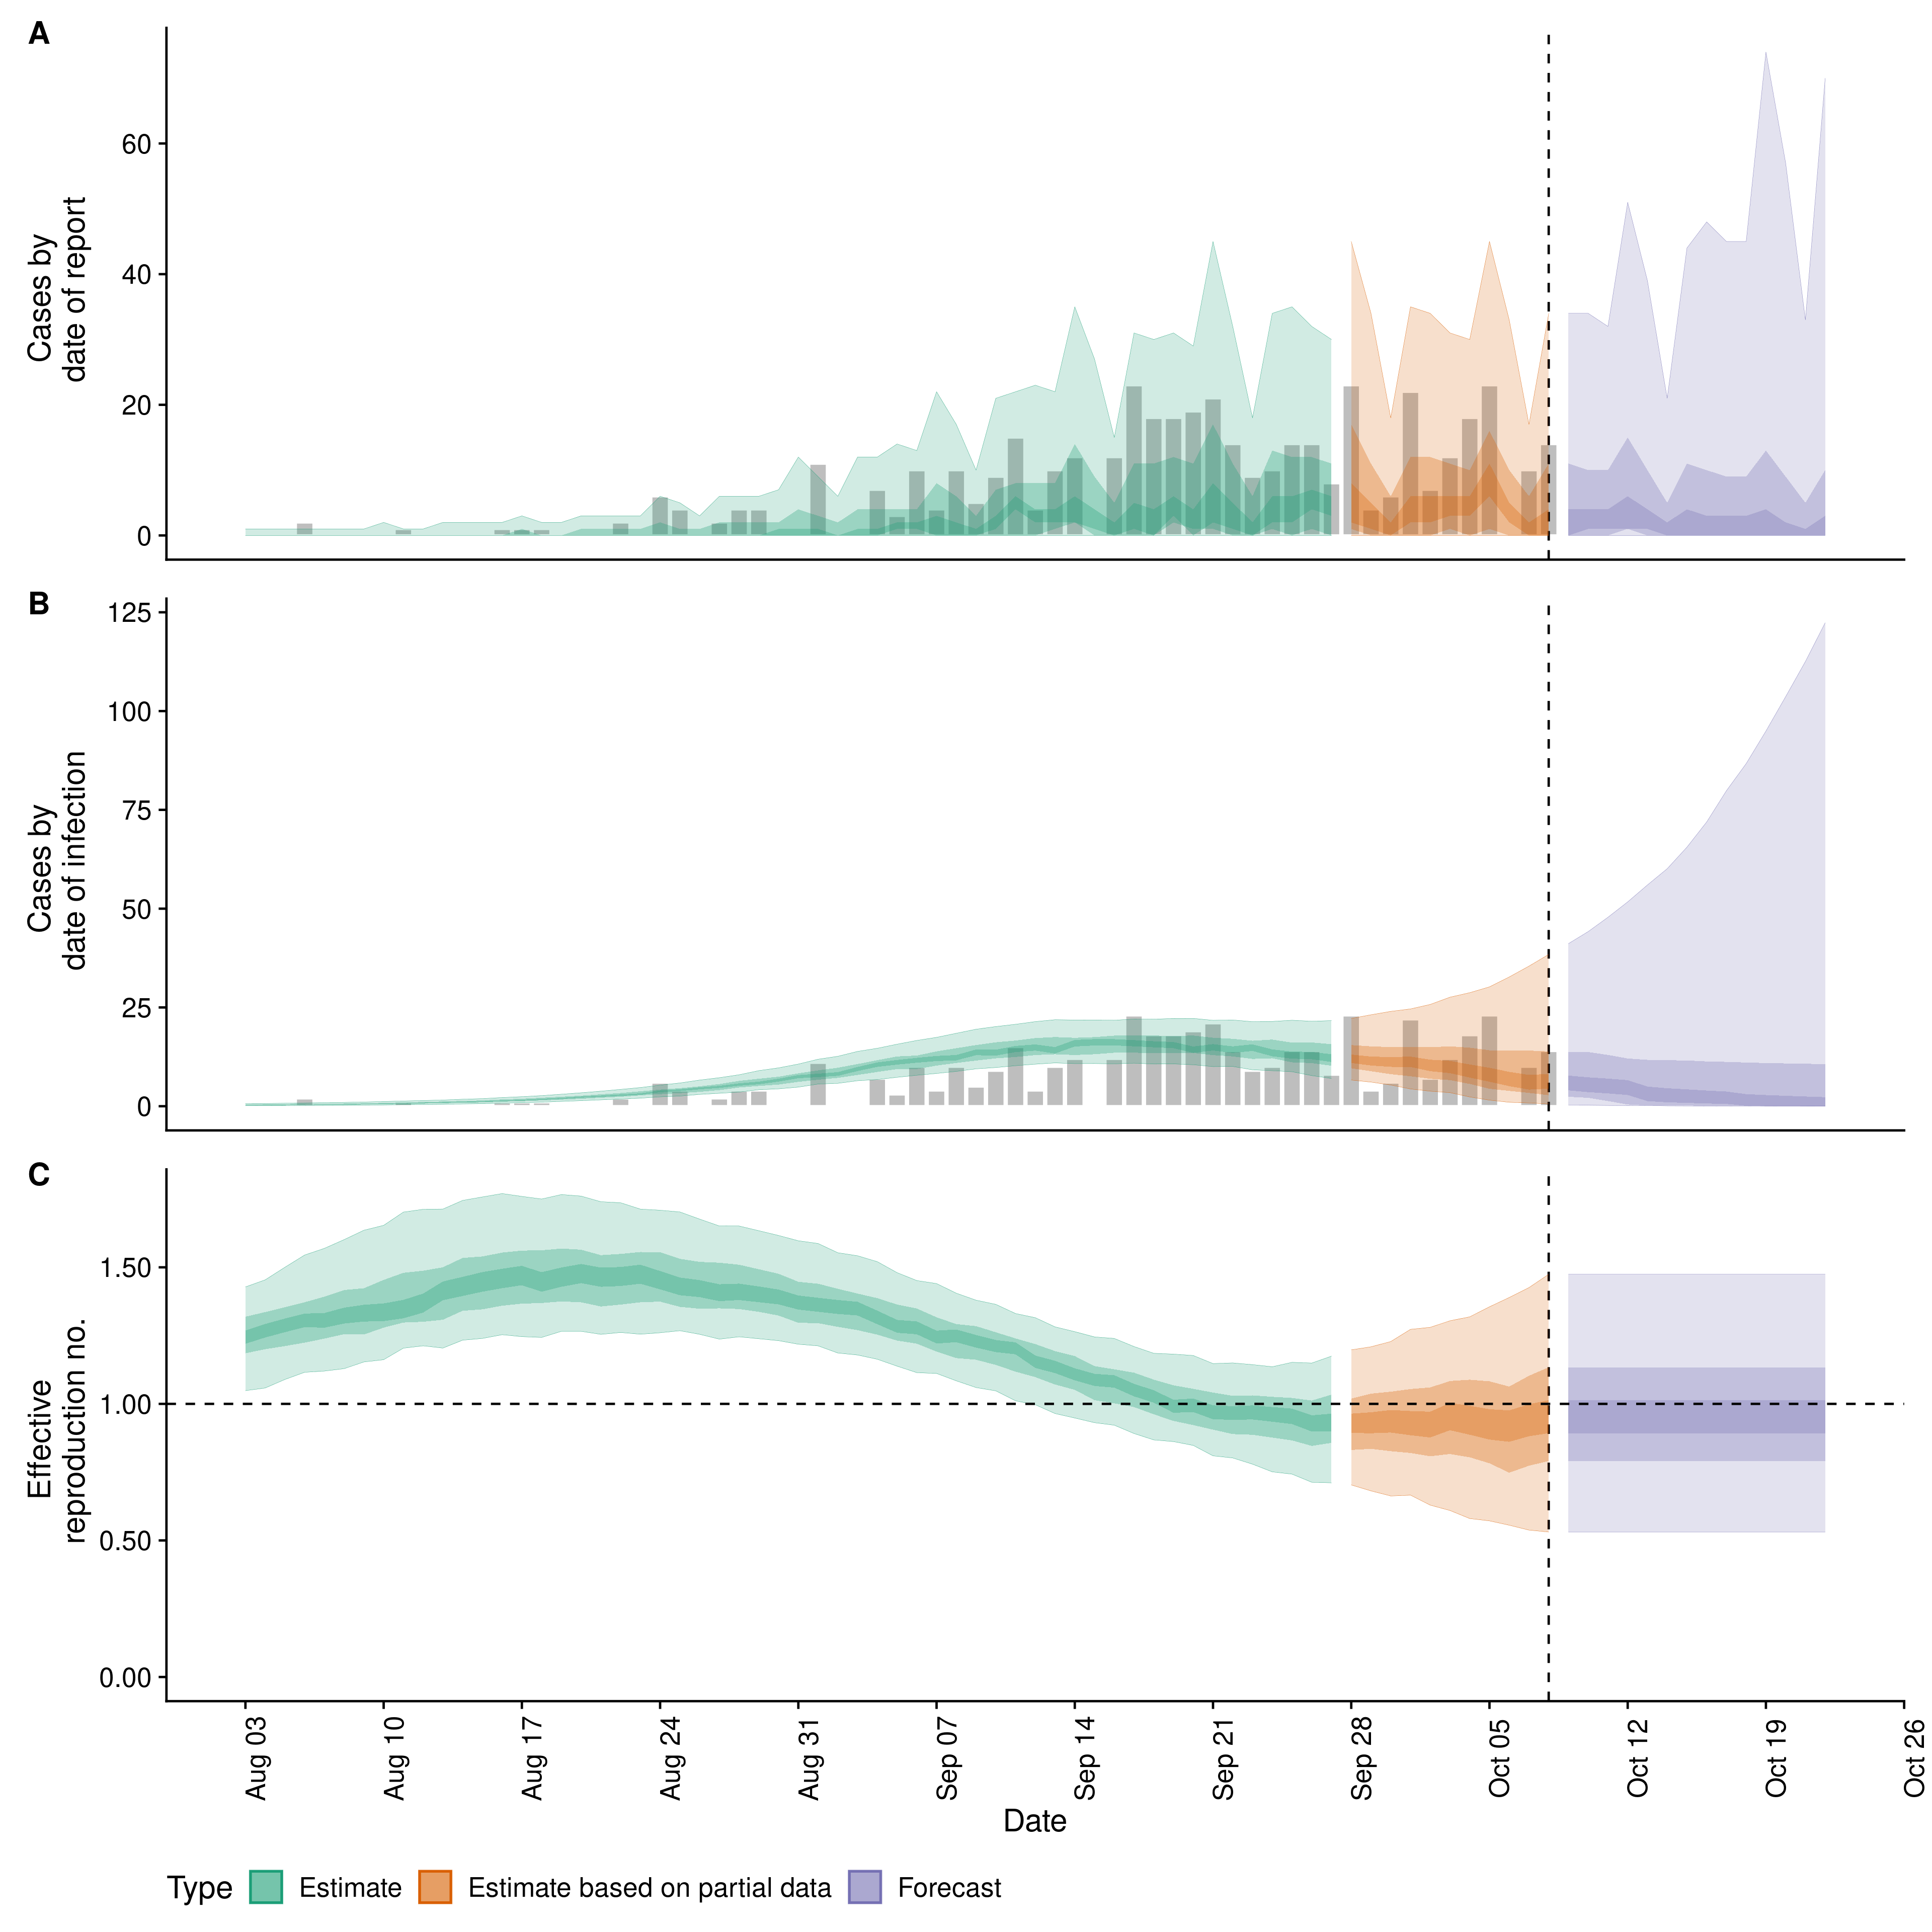 A
Cases by
date of report
60
40
20
0
B
Cases by
date of infection
125
100
75
50
25
0
C
Effective
reproduction no.
1.50
1.00
0.50
0.00
Aug 03
Aug 10
Aug 17
Aug 24
Aug 31
Sep 07
Sep 14
Sep 21
Sep 28
Oct 05
Oct 12
Oct 19
Oct 26
Date
Type Estimate Estimate based on partial data Forecast